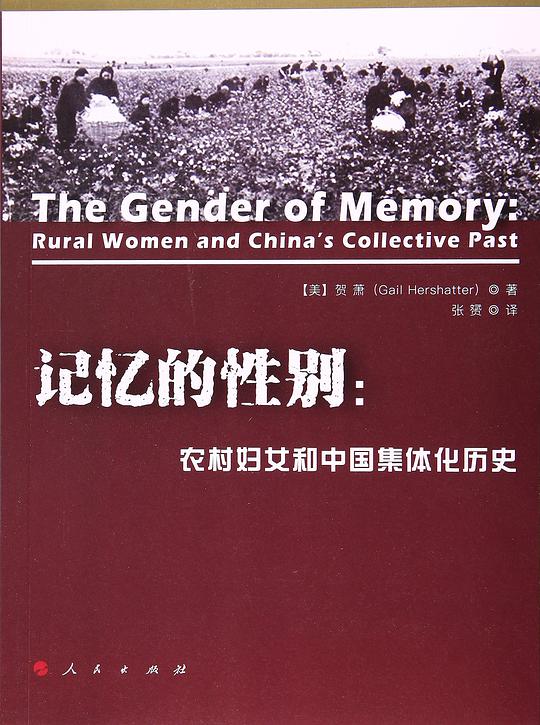 The Gender of Memory:
Rural Women and China's Collective Past
【美】贺 萧（Gail Hershatter）◎ 著
张 赟 ◎ 译
记忆的性别：
农村妇女和中国集体化历史
人民出版社